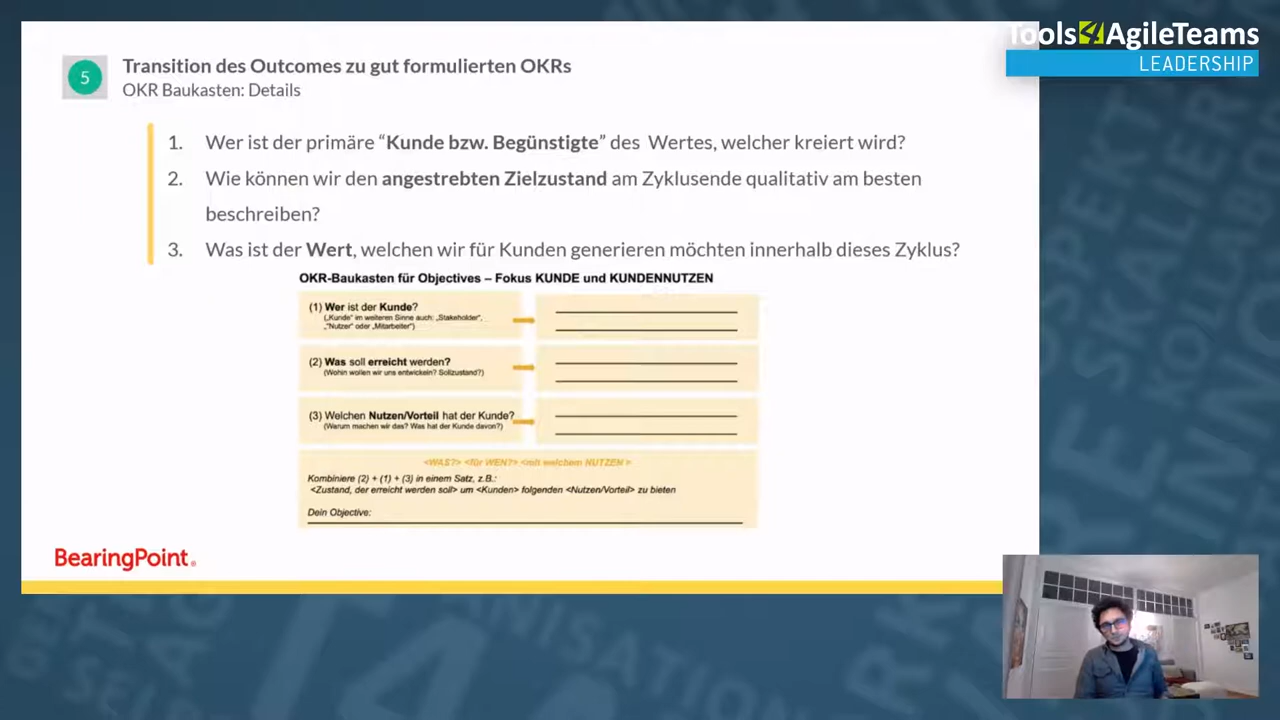 Tools4AgileTeams
LEADERSHIP
5
Transition des Outcomes zu gut formulierten OKRs
OKR Baukasten: Details
1. Wer ist der primäre “Kunde bzw. Begünstigte” des Wertes, welcher kreiert wird?
2. Wie können wir den angestrebten Zielzustand am Zyklusende qualitativ am besten
beschreiben?
3. Was ist der Wert, welchen wir für Kunden generieren möchten innerhalb dieses Zyklus?
OKR-Baukasten für Objectives – Fokus KUNDE und KUNDENNUTZEN
(1) Wer ist der Kunde?
(„Kunde“ im weiteren Sinne auch: „Stakeholder“,
„Nutzer“ oder „Mitarbeiter“)
(2) Was soll erreicht werden?
(Wohin wollen wir uns entwickeln? Sollzustand?)
(3) Welchen Nutzen/Vorteil hat der Kunde?
(Warum machen wir das? Was hat der Kunde davon?)
<WAS?> <für WEN?> <mit welchem NUTZEN >
Kombiniere (2) + (1) + (3) in einem Satz, z.B.:
<Zustand, der erreicht werden soll> um <Kunden> folgenden <Nutzen/Vorteil> zu bieten
Dein Objective:
BearingPoint®